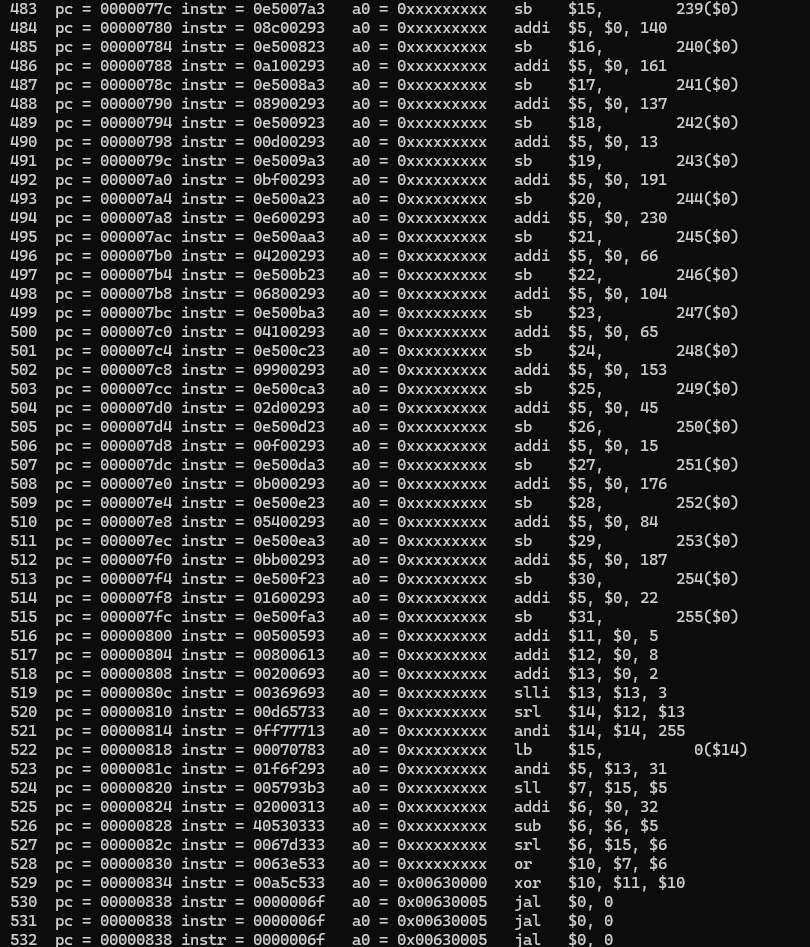 483 pc = 0000077c instr = 0e5007a3 a0 = 0xxxxxxxxx sb $15, 239($0)
484 pc = 00000780 instr = 08c00293 a0 = 0xxxxxxxxx addi $5, $0, 140
485 pc = 00000784 instr = 0e500823 a0 = 0xxxxxxxxx sb $16, 240($0)
486 pc = 00000788 instr = 0a100293 a0 = 0xxxxxxxxx addi $5, $0, 161
487 pc = 0000078c instr = 0e5008a3 a0 = 0xxxxxxxxx sb $17, 241($0)
488 pc = 00000790 instr = 08900293 a0 = 0xxxxxxxxx addi $5, $0, 137
489 pc = 00000794 instr = 0e500923 a0 = 0xxxxxxxxx sb $18, 242($0)
490 pc = 00000798 instr = 00d00293 a0 = 0xxxxxxxxx addi $5, $0, 13
491 pc = 0000079c instr = 0e5009a3 a0 = 0xxxxxxxxx sb $19, 243($0)
492 pc = 000007a0 instr = 0bf00293 a0 = 0xxxxxxxxx addi $5, $0, 191
493 pc = 000007a4 instr = 0e500a23 a0 = 0xxxxxxxxx sb $20, 244($0)
494 pc = 000007a8 instr = 0e600293 a0 = 0xxxxxxxxx addi $5, $0, 230
495 pc = 000007ac instr = 0e500aa3 a0 = 0xxxxxxxxx sb $21, 245($0)
496 pc = 000007b0 instr = 04200293 a0 = 0xxxxxxxxx addi $5, $0, 66
497 pc = 000007b4 instr = 0e500b23 a0 = 0xxxxxxxxx sb $22, 246($0)
498 pc = 000007b8 instr = 06800293 a0 = 0xxxxxxxxx addi $5, $0, 104
499 pc = 000007bc instr = 0e500ba3 a0 = 0xxxxxxxxx sb $23, 247($0)
500 pc = 000007c0 instr = 04100293 a0 = 0xxxxxxxxx addi $5, $0, 65
501 pc = 000007c4 instr = 0e500c23 a0 = 0xxxxxxxxx sb $24, 248($0)
502 pc = 000007c8 instr = 09900293 a0 = 0xxxxxxxxx addi $5, $0, 153
503 pc = 000007cc instr = 0e500ca3 a0 = 0xxxxxxxxx sb $25, 249($0)
504 pc = 000007d0 instr = 02d00293 a0 = 0xxxxxxxxx addi $5, $0, 45
505 pc = 000007d4 instr = 0e500d23 a0 = 0xxxxxxxxx sb $26, 250($0)
506 pc = 000007d8 instr = 00f00293 a0 = 0xxxxxxxxx addi $5, $0, 15
507 pc = 000007dc instr = 0e500da3 a0 = 0xxxxxxxxx sb $27, 251($0)
508 pc = 000007e0 instr = 0b000293 a0 = 0xxxxxxxxx addi $5, $0, 176
509 pc = 000007e4 instr = 0e500e23 a0 = 0xxxxxxxxx sb $28, 252($0)
510 pc = 000007e8 instr = 05400293 a0 = 0xxxxxxxxx addi $5, $0, 84
511 pc = 000007ec instr = 0e500ea3 a0 = 0xxxxxxxxx sb $29, 253($0)
512 pc = 000007f0 instr = 0bb00293 a0 = 0xxxxxxxxx addi $5, $0, 187
513 pc = 000007f4 instr = 0e500f23 a0 = 0xxxxxxxxx sb $30, 254($0)
514 pc = 000007f8 instr = 01600293 a0 = 0xxxxxxxxx addi $5, $0, 22
515 pc = 000007fc instr = 0e500fa3 a0 = 0xxxxxxxxx sb $31, 255($0)
516 pc = 00000800 instr = 00500593 a0 = 0xxxxxxxxx addi $11, $0, 5
517 pc = 00000804 instr = 00800613 a0 = 0xxxxxxxxx addi $12, $0, 8
518 pc = 00000808 instr = 00200693 a0 = 0xxxxxxxxx addi $13, $0, 2
519 pc = 0000080c instr = 00369693 a0 = 0xxxxxxxxx slli $13, $13, 3
520 pc = 00000810 instr = 00d65733 a0 = 0xxxxxxxxx srl $14, $12, $13
521 pc = 00000814 instr = 0ff77713 a0 = 0xxxxxxxxx andi $14, $14, 255
522 pc = 00000818 instr = 00070783 a0 = 0xxxxxxxxx lb $15, 0($14)
523 pc = 0000081c instr = 01f6f293 a0 = 0xxxxxxxxx andi $5, $13, 31
524 pc = 00000820 instr = 005793b3 a0 = 0xxxxxxxxx sll $7, $15, $5
525 pc = 00000824 instr = 02000313 a0 = 0xxxxxxxxx addi $6, $0, 32
526 pc = 00000828 instr = 40530333 a0 = 0xxxxxxxxx sub $6, $6, $5
527 pc = 0000082c instr = 0067d333 a0 = 0xxxxxxxxx srl $6, $15, $6
528 pc = 00000830 instr = 0063e533 a0 = 0xxxxxxxxx or $10, $7, $6
529 pc = 00000834 instr = 00a5c533 a0 = 0x00630000 xor $10, $11, $10
530 pc = 00000838 instr = 0000006f a0 = 0x00630005 jal $0, 0
531 pc = 00000838 instr = 0000006f a0 = 0x00630005 jal $0, 0
532 pc = 00000838 instr = 0000006f a0 = 0x00630005 jal $0, 0